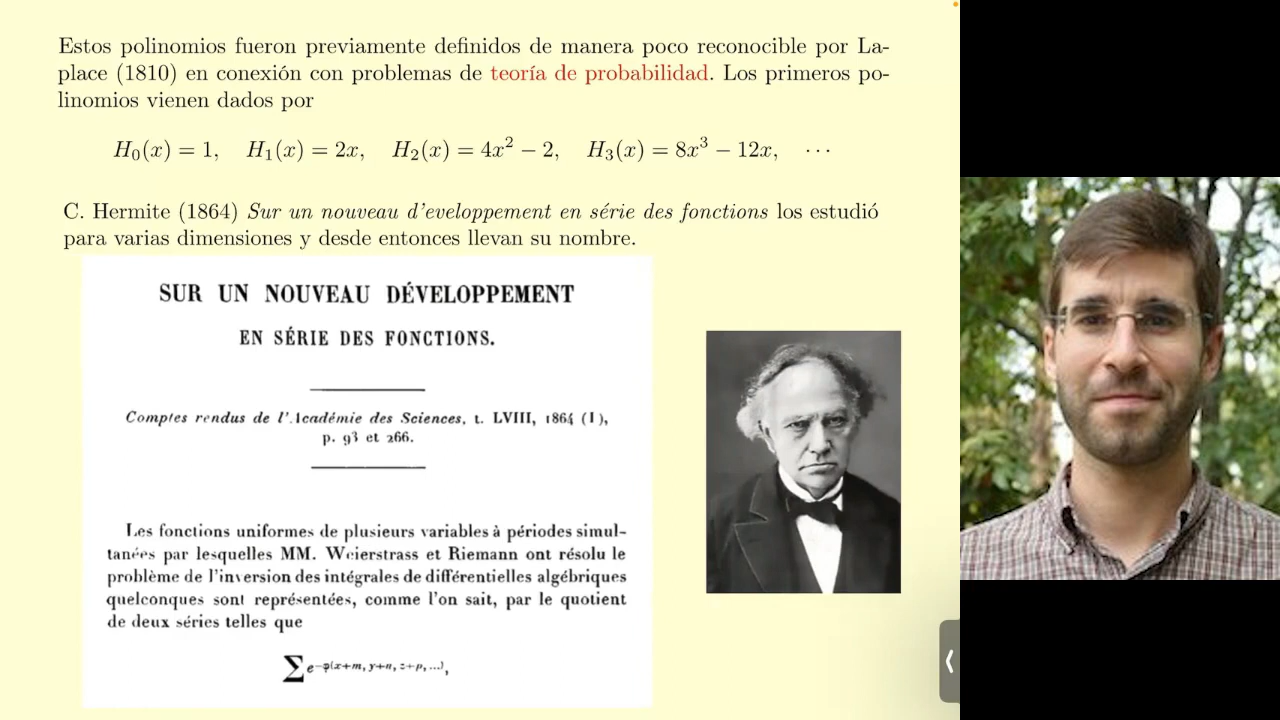 Estos polinomios fueron previamente definidos de manera poco reconocible por La-
place (1810) en conexión con problemas de teoría de probabilidad. Los primeros po-
linomios vienen dados por
H₀(x) = 1, H₁(x) = 2x, H₂(x) = 4x² − 2, H₃(x) = 8x³ − 12x, ⋯
C. Hermite (1864) Sur un nouveau d'eveloppement en série des fonctions los estudió
para varias dimensiones y desde entonces llevan su nombre.
SUR UN NOUVEAU DÉVELOPPEMENT
EN SÉRIE DES FONCTIONS.
Comptes rendus de l'Académie des Sciences, t. LVIII, 1864 (I),
p. 93 et 266.
Les fonctions uniformes de plusieurs variables à périodes simul-
tanées par lesquelles MM. Weierstrass et Riemann ont résolu le
problème de l'inversion des intégrales de différentielles algébriques
quelconques sont représentées, comme l'on sait, par le quotient
de deux séries telles que
∑ e^−φ(x+m, y+n, z+p, ...),